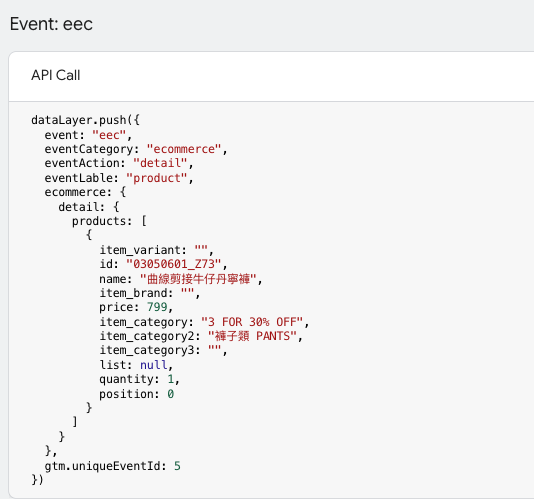 Event: eec
API Call
dataLayer.push({
event: "eec",
eventCategory: "ecommerce",
eventAction: "detail",
eventLable: "product",
ecommerce: {
detail: {
products: [
{
item_variant: "",
id: "03050601_Z73",
name: "曲線剪接牛仔丹寧褲",
item_brand: "",
price: 799,
item_category: "3 FOR 30% OFF",
item_category2: "褲子類 PANTS",
item_category3: "",
list: null,
quantity: 1,
position: 0
}
]
}
},
gtm.uniqueEventId: 5
})